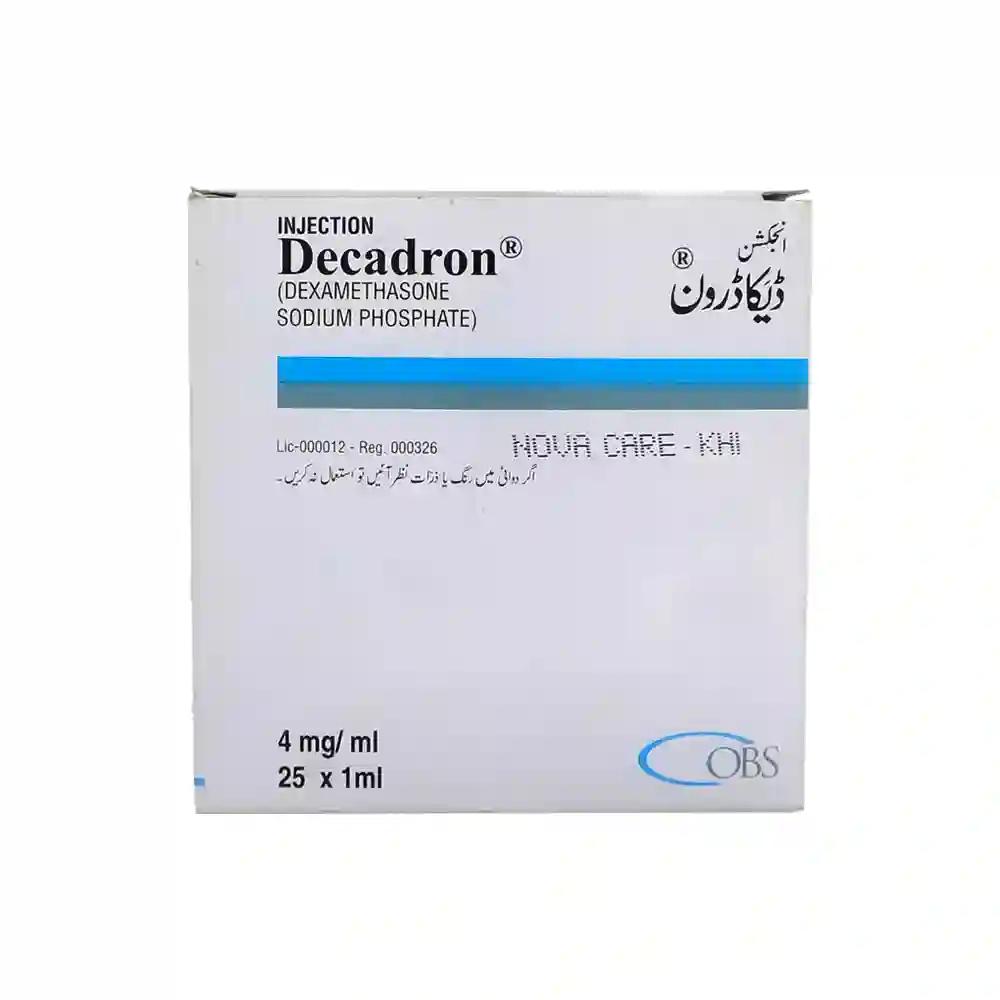 INJECTION
Decadron®
(DEXAMETHASONE
SODIUM PHOSPHATE)
انجکشن
ڈیکاڈرون ®
Lic-000012 - Reg. 000326
NOVA CARE - KHI
اگر دوائی میں رنگ یا ذرات نظر آئیں تو استعمال نہ کریں۔
4 mg/ ml
25 x 1ml
OBS